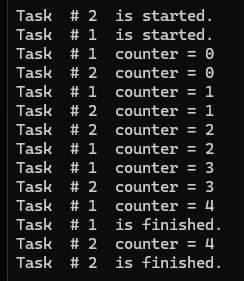 Task # 2 is started.
Task # 1 is started.
Task # 1 counter = 0
Task # 2 counter = 0
Task # 1 counter = 1
Task # 2 counter = 1
Task # 2 counter = 2
Task # 1 counter = 2
Task # 1 counter = 3
Task # 2 counter = 3
Task # 1 counter = 4
Task # 1 is finished.
Task # 2 counter = 4
Task # 2 is finished.